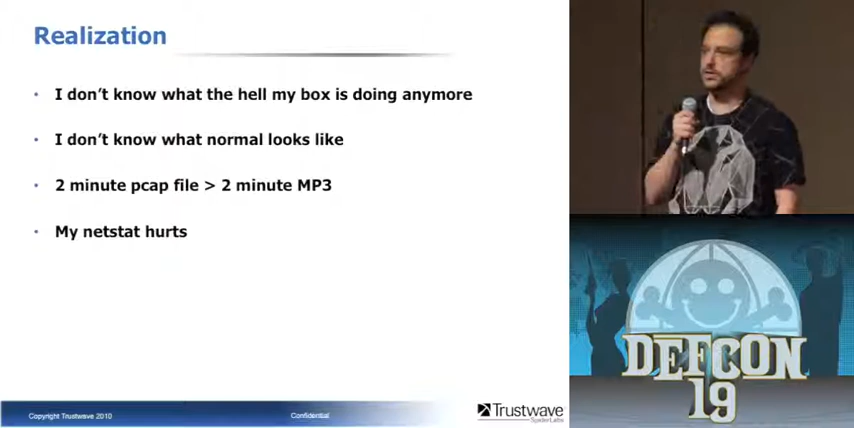 Realization
• I don't know what the hell my box is doing anymore
• I don't know what normal looks like
• 2 minute pcap file > 2 minute MP3
• My netstat hurts
Copyright Trustwave 2010
Confidential
Trustwave
SpiderLabs
DEFCON
19